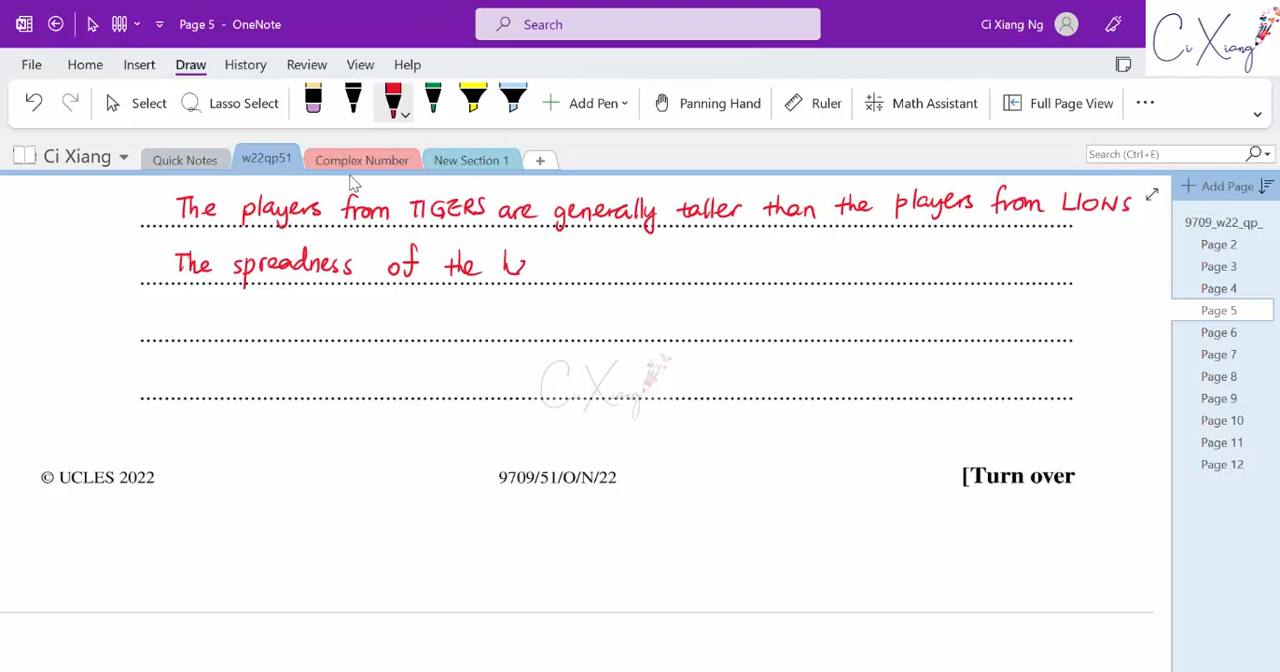 Page 5 - OneNote
Search
Ci Xiang Ng
Ci Xiang
File Home Insert Draw History Review View Help
Select Lasso Select Add Pen Panning Hand Ruler Math Assistant Full Page View
Ci Xiang Quick Notes w22qp51 Complex Number New Section 1 Search (Ctrl+E)
Add Page
9709_w22_qp_
Page 2
Page 3
Page 4
Page 5
Page 6
Page 7
Page 8
Page 9
Page 10
Page 11
Page 12
The players from TIGERS are generally taller than the players from LIONS
The spreadness of the
Ci Xiang
© UCLES 2022 9709/51/O/N/22 [Turn over